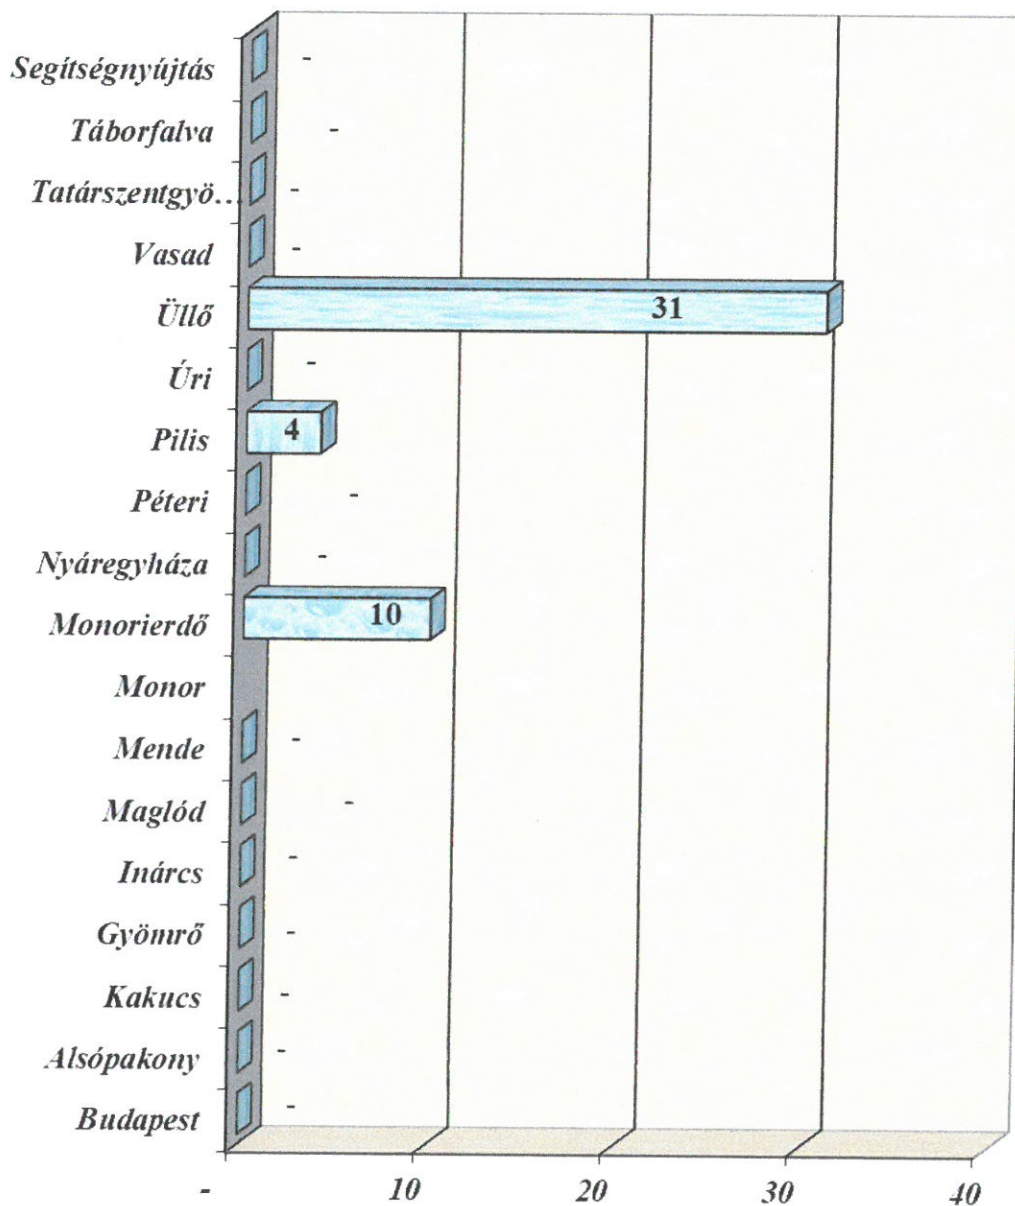 Segítségnyújtás -
Táborfalva -
Tatárszentgyö... -
Vasad -
Üllő 31
Úri -
Pilis 4
Péteri -
Nyáregyháza -
Monorierdő 10
Monor
Mende -
Maglód -
Inárcs -
Gyömrő -
Kakucs -
Alsópakony -
Budapest -
- 10 20 30 40